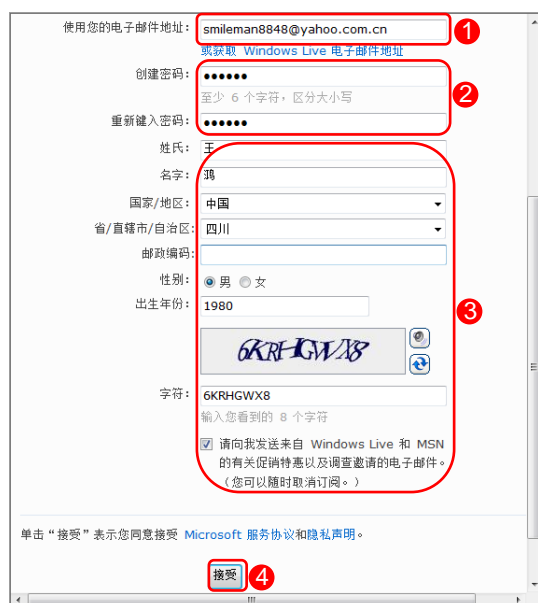 使用您的电子邮件地址: smileman8848@yahoo.com.cn
1
或获取 Windows Live 电子邮件地址
创建密码: ●●●●●●
至少 6 个字符，区分大小写
2
重新键入密码: ●●●●●●
姓氏: 王
名字: 鸿
国家/地区: 中国
省/直辖市/自治区: 四川
邮政编码:
性别: 男 女
出生年份: 1980
3
6KRHGWX8
字符: 6KRHGWX8
输入您看到的 8 个字符
请向我发送来自 Windows Live 和 MSN
的有关促销特惠以及调查邀请的电子邮件。
（您可以随时取消订阅。）
单击“接受”表示您同意接受 Microsoft 服务协议和隐私声明。
接受 4